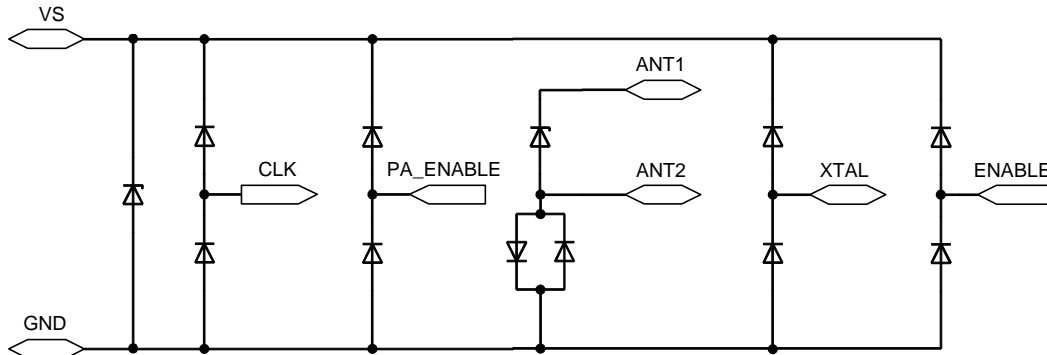 VS
ANT1
CLK
PA_ENABLE
ANT2
XTAL
ENABLE
GND